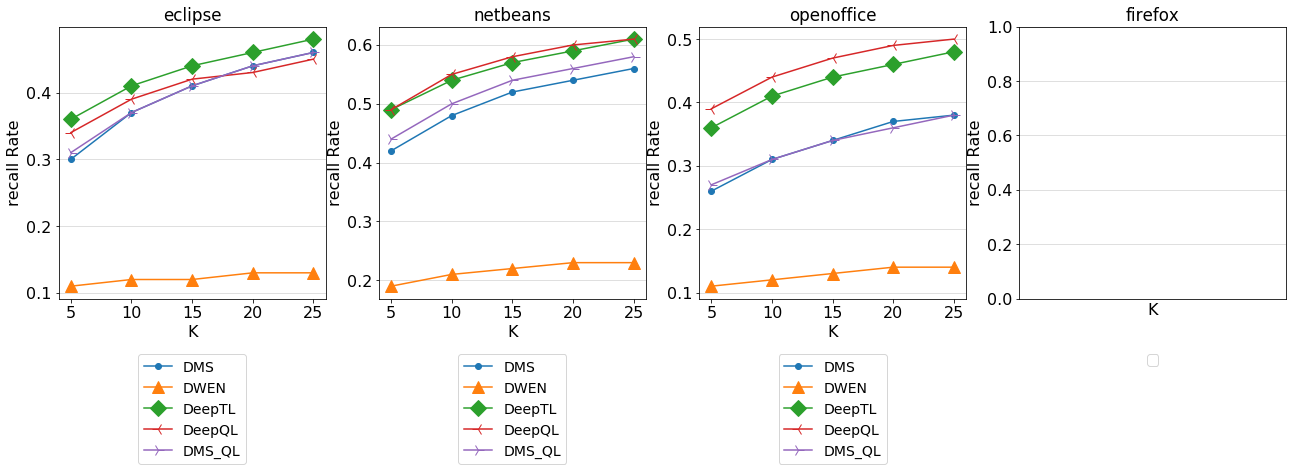 eclipse
recall Rate
0.4
0.3
0.2
0.1
5 10 15 20 25
K
DMS
DWEN
DeepTL
DeepQL
DMS_QL
netbeans
recall Rate
0.6
0.5
0.4
0.3
0.2
5 10 15 20 25
K
DMS
DWEN
DeepTL
DeepQL
DMS_QL
openoffice
recall Rate
0.5
0.4
0.3
0.2
0.1
5 10 15 20 25
K
DMS
DWEN
DeepTL
DeepQL
DMS_QL
firefox
recall Rate
1.0
0.8
0.6
0.4
0.2
0.0
K